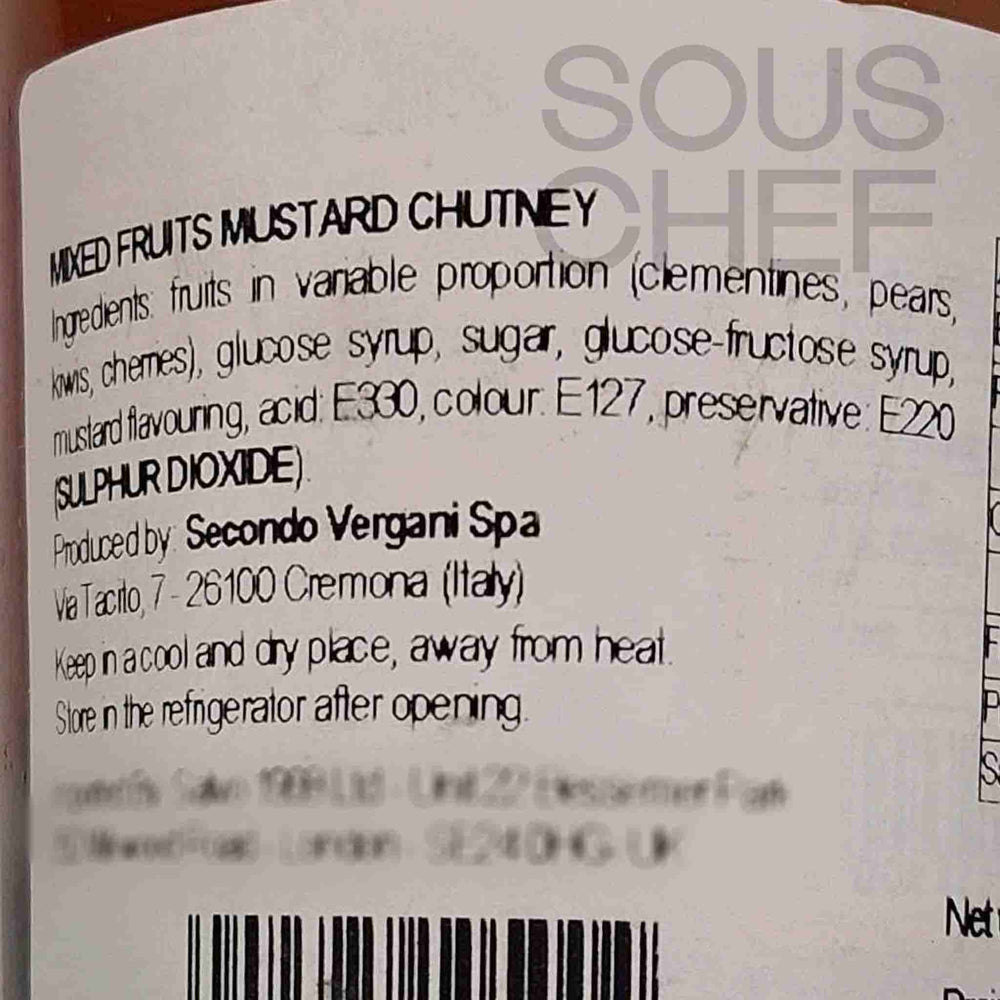 SOUS
CHEF
MIXED FRUITS MUSTARD CHUTNEY
Ingredients: fruits in variable proportion (clementines, pears,
kiwis, cherries), glucose syrup, sugar, glucose-fructose syrup,
mustard flavouring, acid: E330, colour: E127, preservative: E220
(SULPHUR DIOXIDE).
Produced by: Secondo Vergani Spa
Via Tacito, 7 - 26100 Cremona (Italy)
Keep in a cool and dry place, away from heat.
Store in the refrigerator after opening.
Net